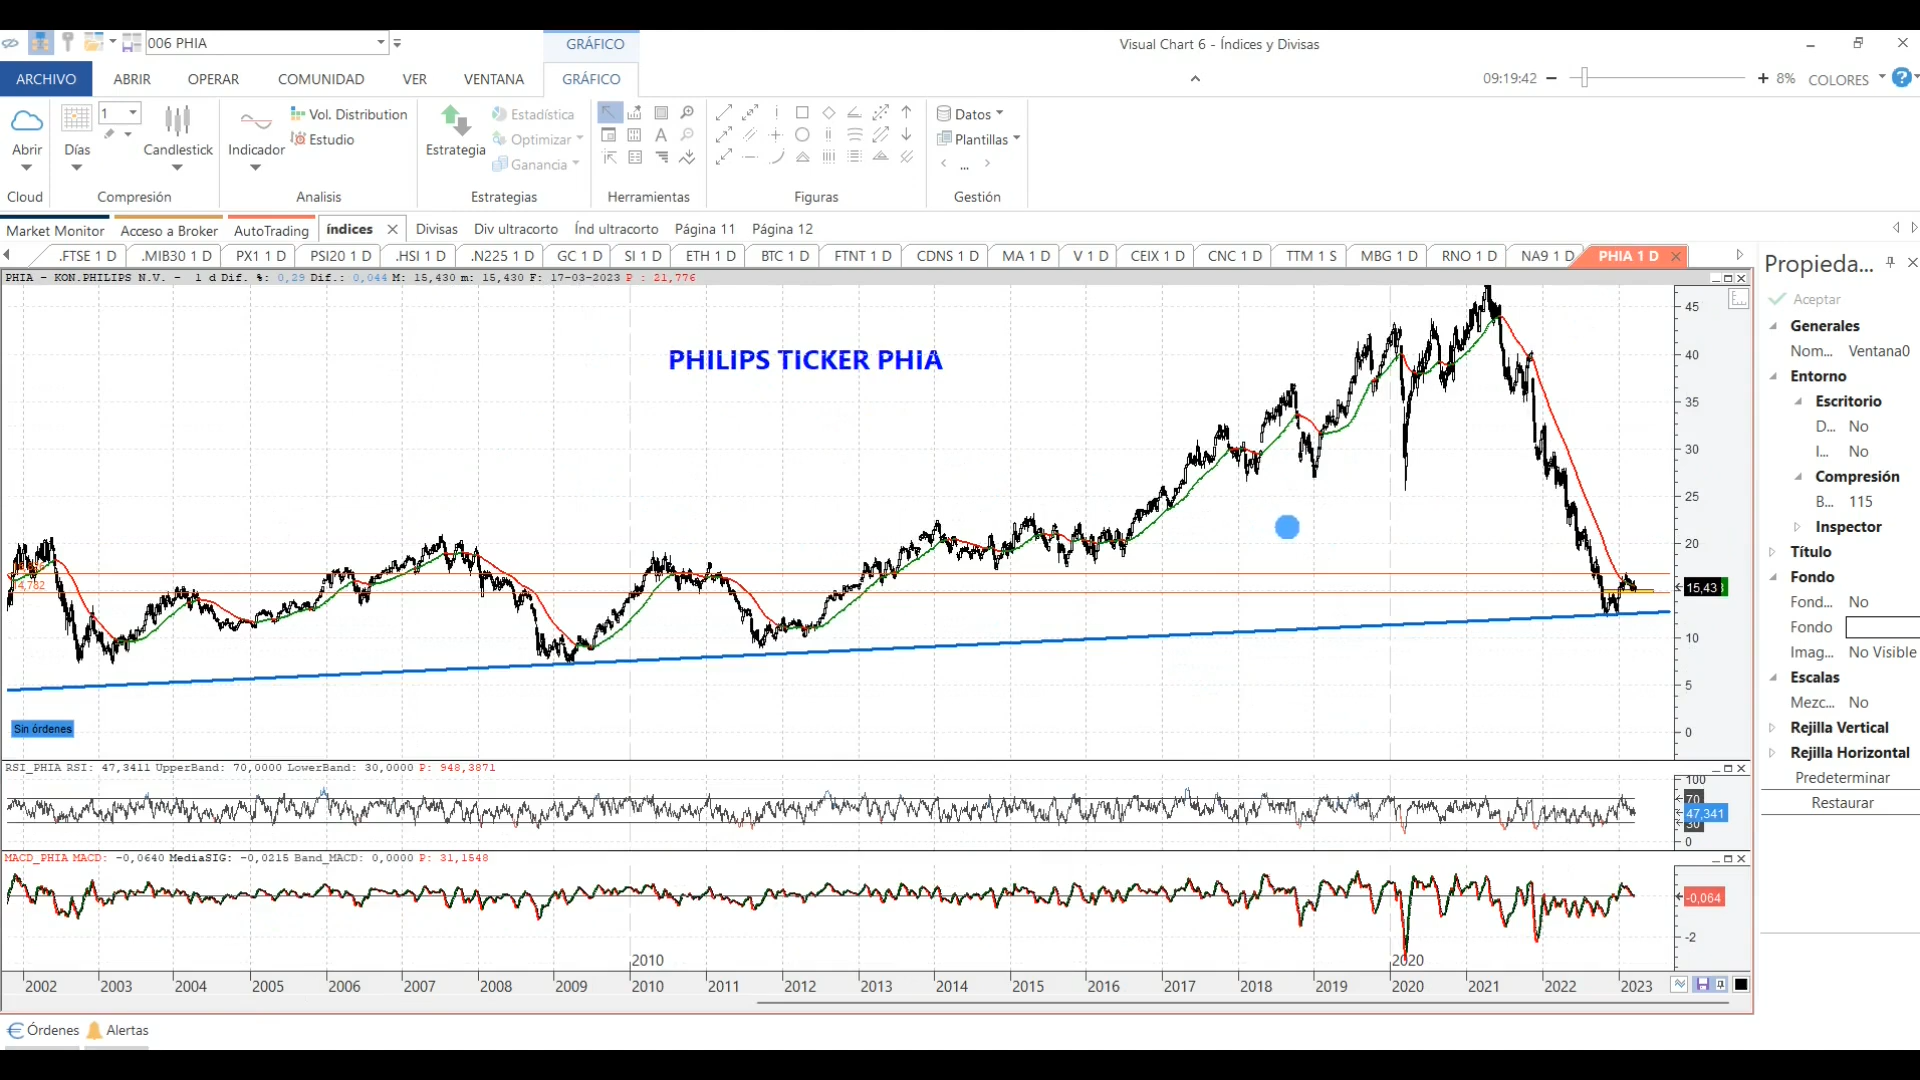 006 PHIA
GRÁFICO
Visual Chart 6 - Índices y Divisas
ARCHIVO ABRIR OPERAR COMUNIDAD VER VENTANA GRÁFICO
09:19:42 8% COLORES
Abrir Días 1 Candlestick
Indicador Vol. Distribution
Estudio
Estrategia Estadística
Optimizar
Ganancia
Datos
Plantillas
...
Cloud Compresión Analisis Estrategias Herramientas Figuras Gestión
Market Monitor Acceso a Broker AutoTrading índices Divisas Div ultracorto Índ ultracorto Página 11 Página 12
.FTSE 1 D .MIB30 1 D PX1 1 D PSI20 1 D .HSI 1 D .N225 1 D GC 1 D SI 1 D ETH 1 D BTC 1 D FTNT 1 D CDNS 1 D MA 1 D V 1 D CEIX 1 D CNC 1 D TTM 1 S MBG 1 D RNO 1 D NA9 1 D PHIA 1 D
PHIA - KON.PHILIPS N.V. - 1 d Dif. %: 0,29 Dif.: 0,044 M: 15,430 m: 15,430 F: 17-03-2023 P : 21,776
PHILIPS TICKER PHIA
45
40
35
30
25
20
15,43
10
5
0
Sin órdenes
RSI_PHIA RSI: 47,3411 UpperBand: 70,0000 LowerBand: 30,0000 P: 948,3871
100
70
47,341
30
0
MACD_PHIA MACD: -0,0640 MediaSIG: -0,0215 Band_MACD: 0,0000 P: 31,1548
-0,064
-2
2010 2020
2002 2003 2004 2005 2006 2007 2008 2009 2010 2011 2012 2013 2014 2015 2016 2017 2018 2019 2020 2021 2022 2023
Órdenes Alertas
Propieda...
Aceptar
Generales
Nom... Ventana0
Entorno
Escritorio
D... No
I... No
Compresión
B... 115
Inspector
Título
Fondo
Fond... No
Fondo
Imag... No Visible
Escalas
Mezc... No
Rejilla Vertical
Rejilla Horizontal
Predeterminar
Restaurar